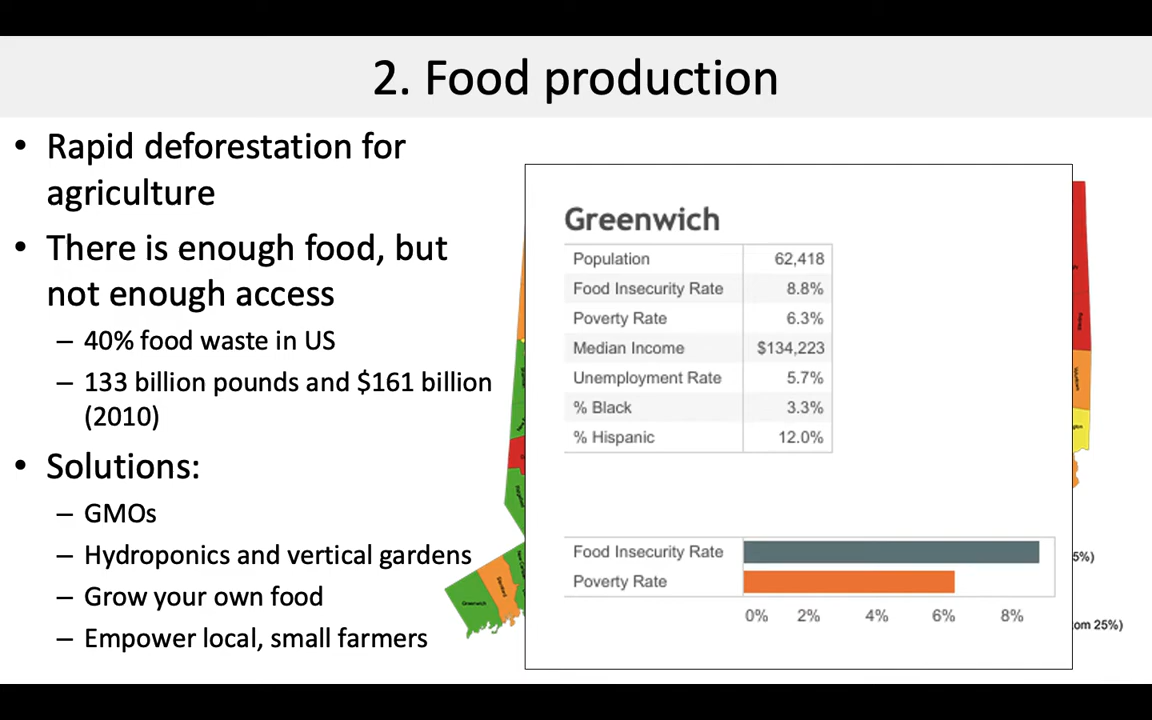 2. Food production
• Rapid deforestation for
agriculture
• There is enough food, but
not enough access
– 40% food waste in US
– 133 billion pounds and $161 billion
(2010)
• Solutions:
– GMOs
– Hydroponics and vertical gardens
– Grow your own food
– Empower local, small farmers
Greenwich
Population 62,418
Food Insecurity Rate 8.8%
Poverty Rate 6.3%
Median Income $134,223
Unemployment Rate 5.7%
% Black 3.3%
% Hispanic 12.0%
Food Insecurity Rate
Poverty Rate
0% 2% 4% 6% 8%
Greenwich
Stamford
5%)
om 25%)